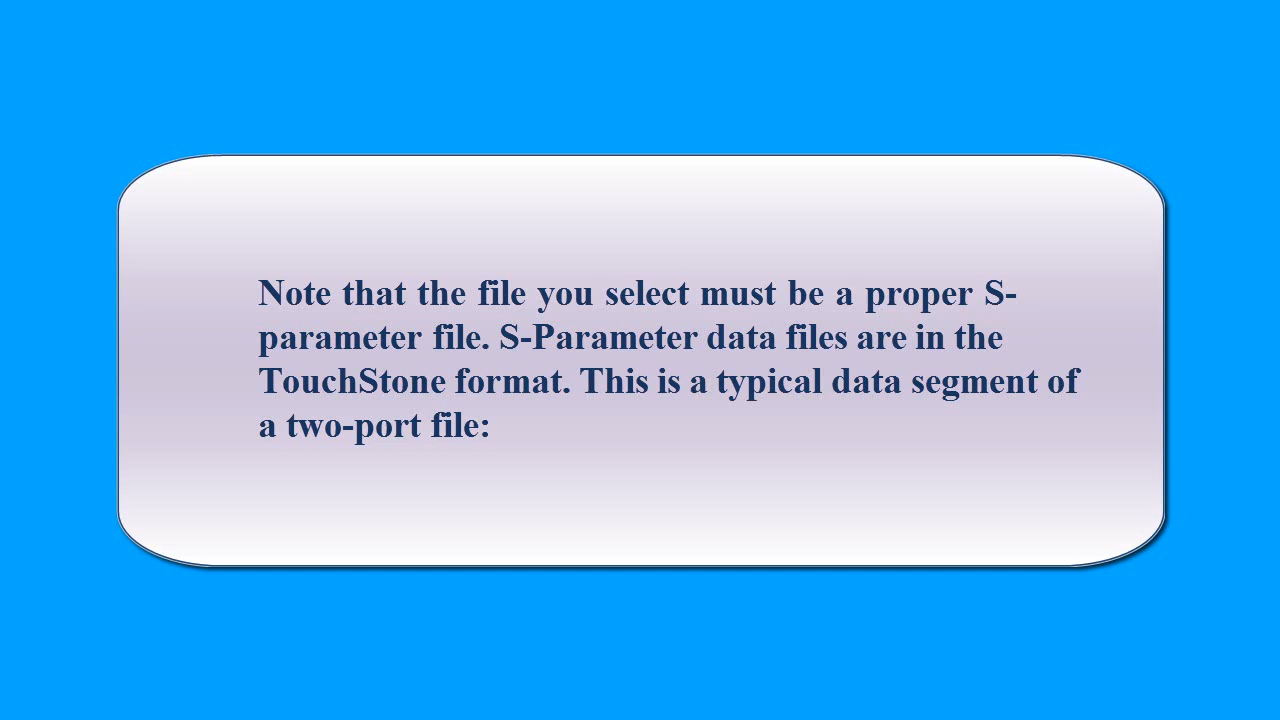 Note that the file you select must be a proper S-
parameter file. S-Parameter data files are in the
TouchStone format. This is a typical data segment of
a two-port file: